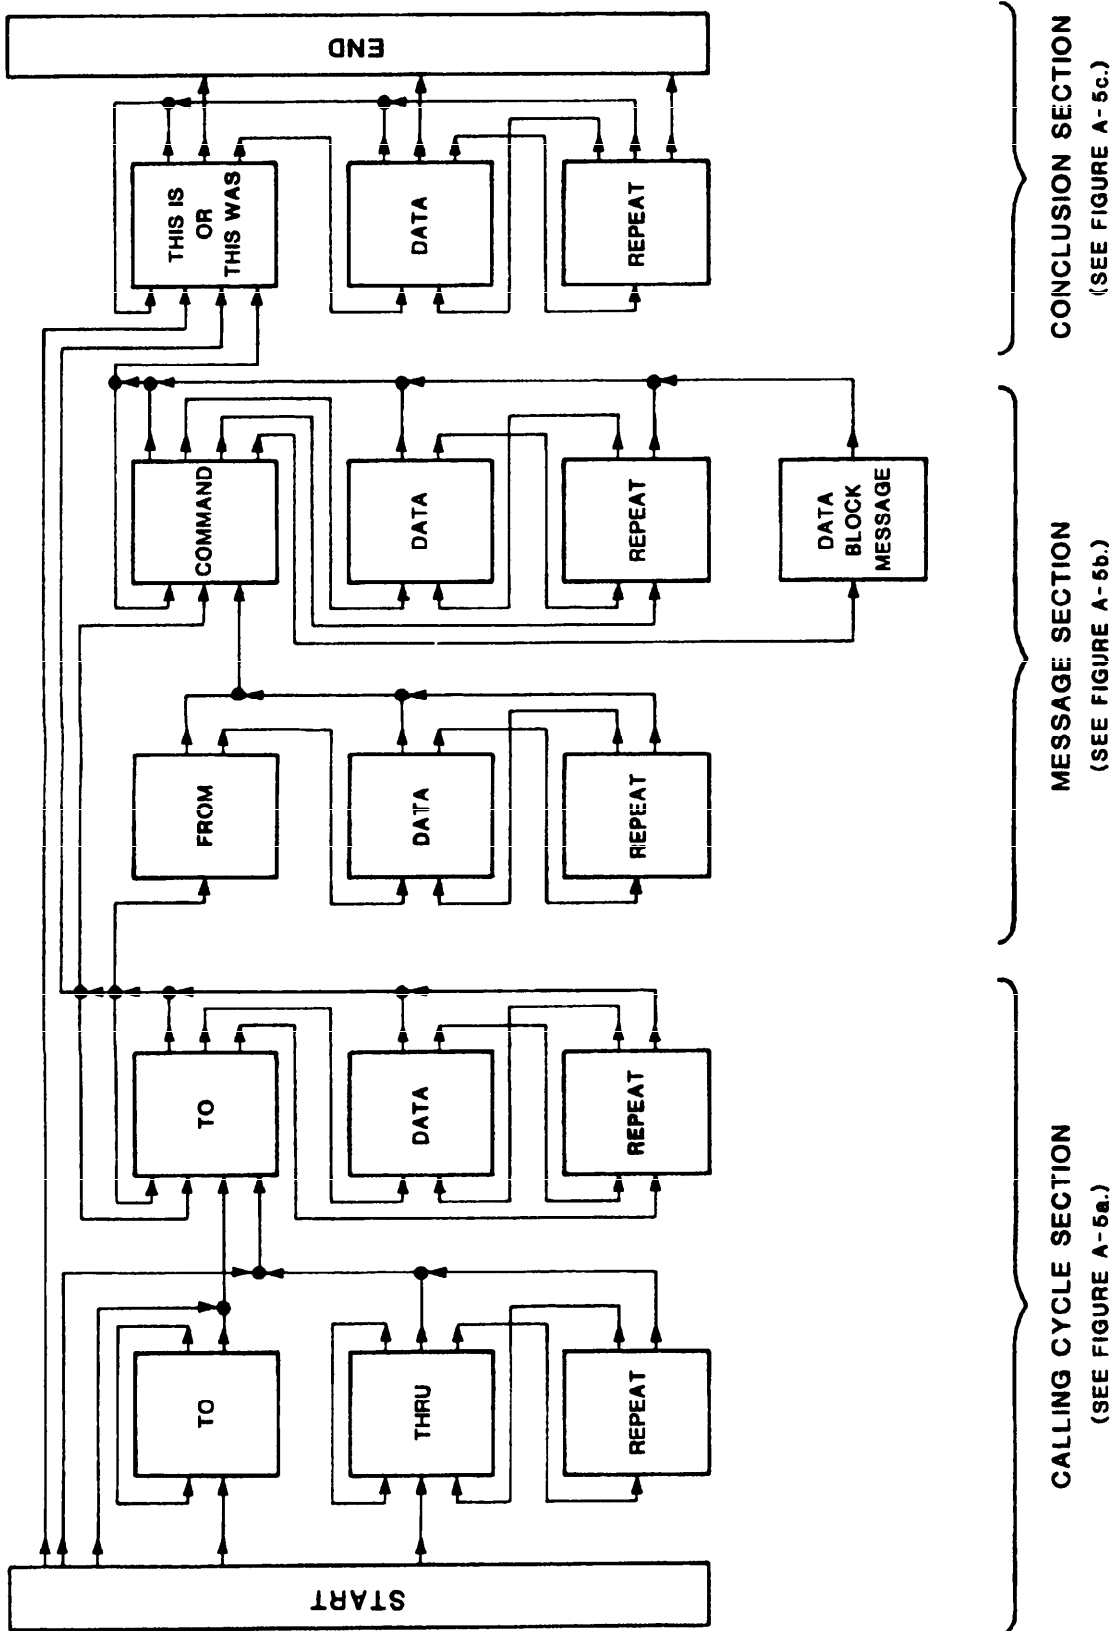 START
TO
THRU
REPEAT
TO
DATA
REPEAT
FROM
DATA
REPEAT
COMMAND
DATA
REPEAT
DATA
BLOCK
MESSAGE
THIS IS
OR
THIS WAS
DATA
REPEAT
END
CALLING CYCLE SECTION
(SEE FIGURE A-5a.)
MESSAGE SECTION
(SEE FIGURE A-5b.)
CONCLUSION SECTION
(SEE FIGURE A-5c.)